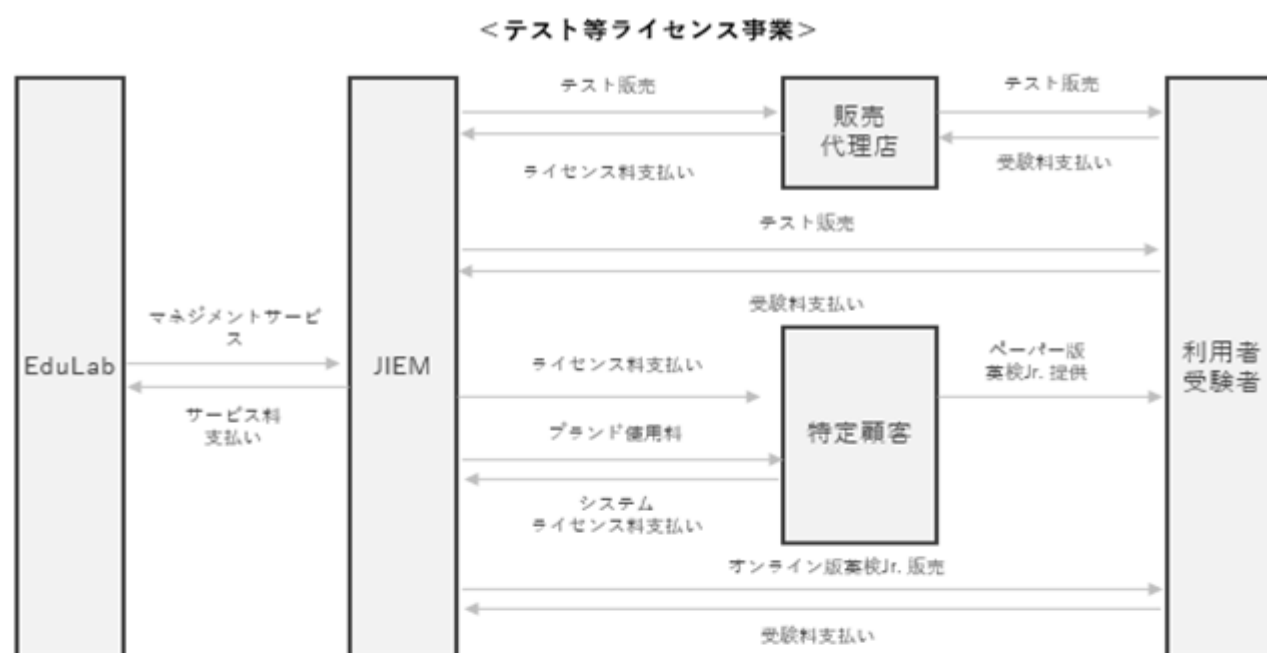 ＜テスト等ライセンス事業＞
テスト販売
テスト販売
販売
代理店
ライセンス料支払い
受験料支払い
テスト販売
受験料支払い
マネジメントサービ
ス
EduLab
JIEM
サービス料
支払い
ライセンス料支払い
ペーパー版
英検Jr. 提供
利用者
受験者
ブランド使用料
特定顧客
システム
ライセンス料支払い
オンライン版英検Jr. 販売
受験料支払い